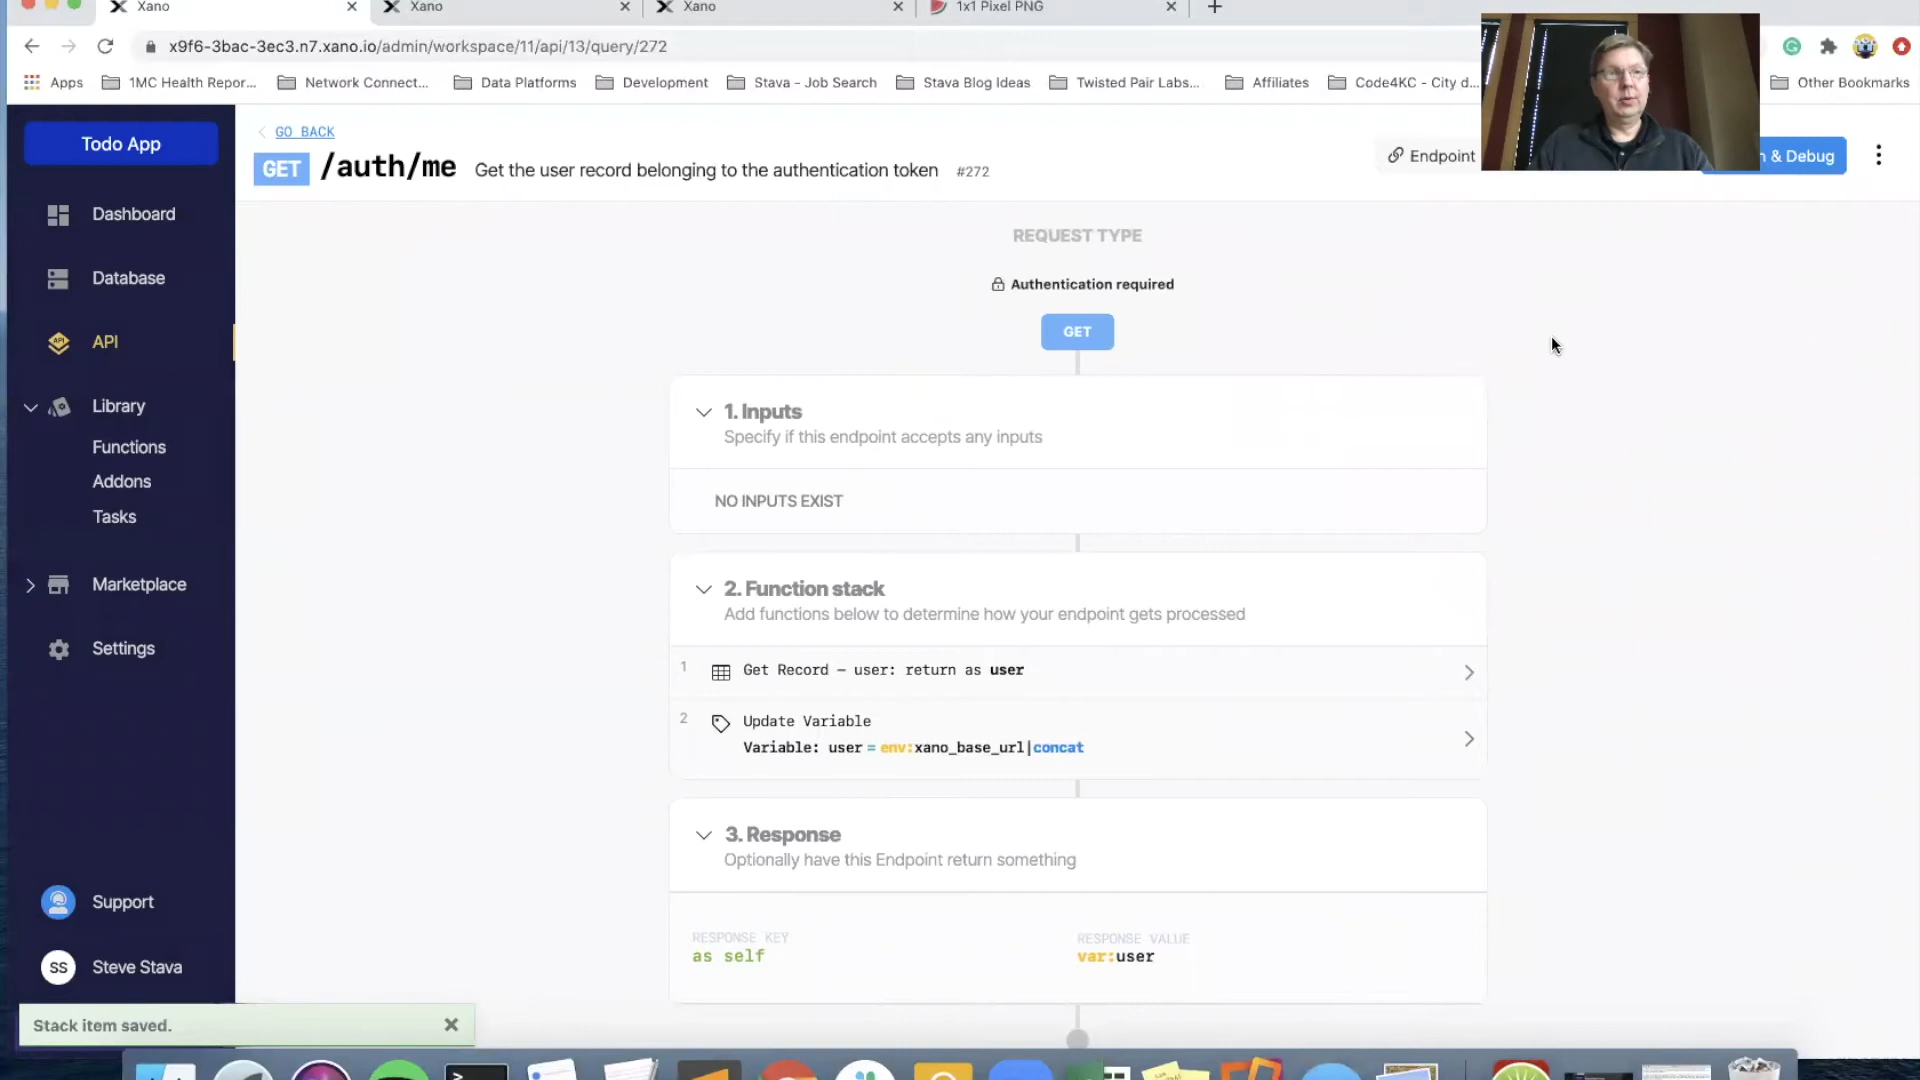 Xano
Xano
Xano
1x1 Pixel PNG
x9f6-3bac-3ec3.n7.xano.io/admin/workspace/11/api/13/query/272
Apps
1MC Health Repor...
Network Connect...
Data Platforms
Development
Stava - Job Search
Stava Blog Ideas
Twisted Pair Labs...
Affiliates
Code4KC - City d...
Other Bookmarks
Todo App
Dashboard
Database
API
Library
Functions
Addons
Tasks
Marketplace
Settings
Support
SS Steve Stava
Stack item saved.
GO BACK
GET /auth/me Get the user record belonging to the authentication token #272
Endpoint
& Debug
REQUEST TYPE
Authentication required
GET
1. Inputs
Specify if this endpoint accepts any inputs
NO INPUTS EXIST
2. Function stack
Add functions below to determine how your endpoint gets processed
1 Get Record – user: return as user
2 Update Variable
Variable: user = env:xano_base_url|concat
3. Response
Optionally have this Endpoint return something
RESPONSE KEY
as self
RESPONSE VALUE
var:user